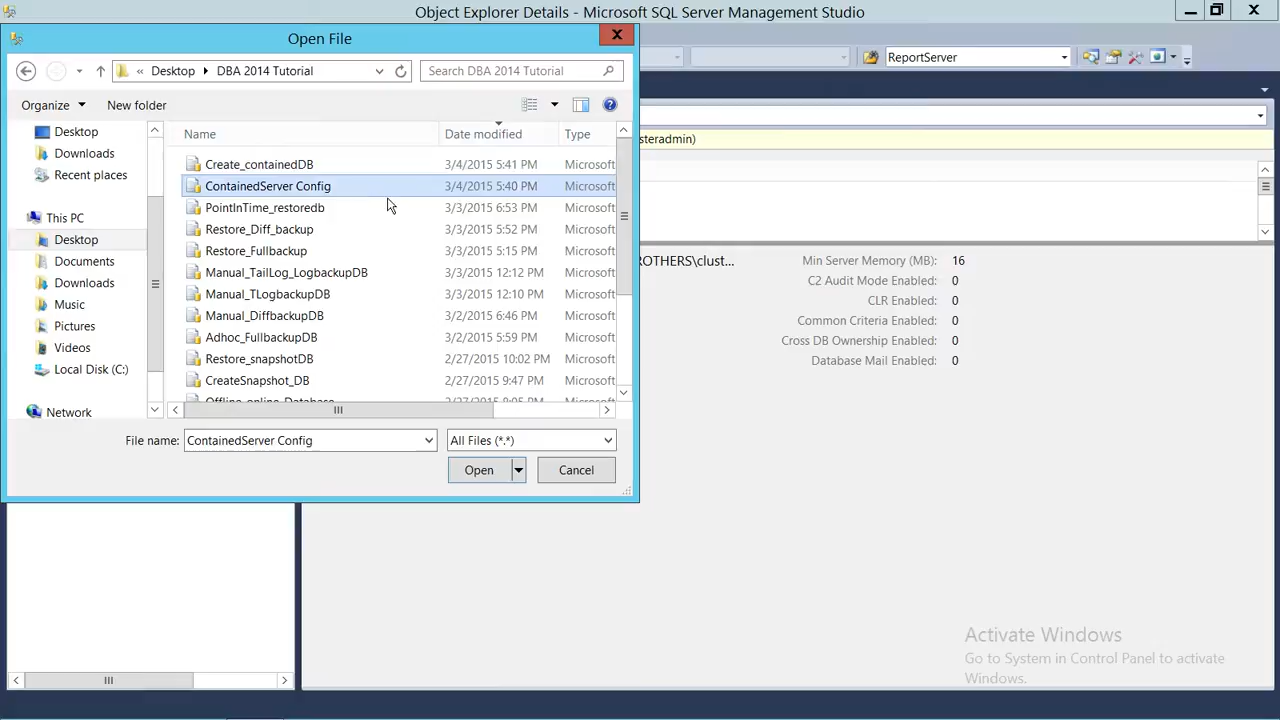 Object Explorer Details - Microsoft SQL Server Management Studio
Open File
« Desktop DBA 2014 Tutorial
Search DBA 2014 Tutorial
ReportServer
Organize
New folder
steradmin)
Desktop
Downloads
Recent places
This PC
Desktop
Documents
Downloads
Music
Pictures
Videos
Local Disk (C:)
Network
Name Date modified Type
Create_containedDB 3/4/2015 5:41 PM Microsoft
ContainedServer Config 3/4/2015 5:40 PM Microsoft
PointInTime_restoredb 3/3/2015 6:53 PM Microsoft
Restore_Diff_backup 3/3/2015 5:52 PM Microsoft
Restore_Fullbackup 3/3/2015 5:15 PM Microsoft
Manual_TailLog_LogbackupDB 3/3/2015 12:12 PM Microsoft
Manual_TLogbackupDB 3/3/2015 12:10 PM Microsoft
Manual_DiffbackupDB 3/2/2015 6:46 PM Microsoft
Adhoc_FullbackupDB 3/2/2015 5:59 PM Microsoft
Restore_snapshotDB 2/27/2015 10:02 PM Microsoft
CreateSnapshot_DB 2/27/2015 9:47 PM Microsoft
Offline_online_Database 2/27/2015 9:05 PM Microsoft
File name: ContainedServer Config
All Files (*.*)
Open
Cancel
ROTHERS\clust...
Min Server Memory (MB): 16
C2 Audit Mode Enabled: 0
CLR Enabled: 0
Common Criteria Enabled: 0
Cross DB Ownership Enabled: 0
Database Mail Enabled: 0
Activate Windows
Go to System in Control Panel to activate
Windows.